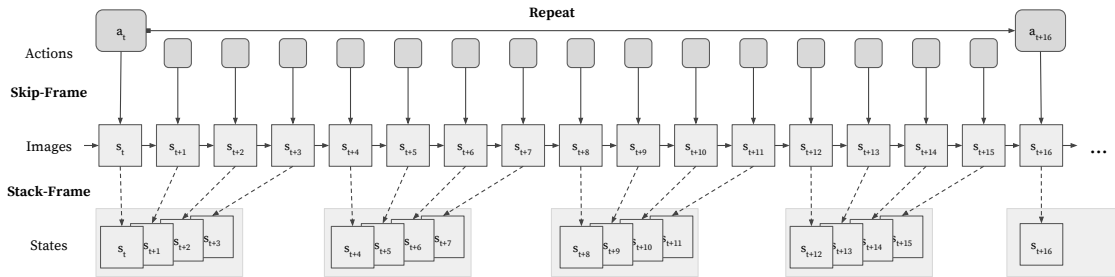 Repeat
a_t a_{t+16}
Actions
Skip-Frame
Images s_t s_{t+1} s_{t+2} s_{t+3} s_{t+4} s_{t+5} s_{t+6} s_{t+7} s_{t+8} s_{t+9} s_{t+10} s_{t+11} s_{t+12} s_{t+13} s_{t+14} s_{t+15} s_{t+16} ...
Stack-Frame
States s_t s_{t+1} s_{t+2} s_{t+3} s_{t+4} s_{t+5} s_{t+6} s_{t+7} s_{t+8} s_{t+9} s_{t+10} s_{t+11} s_{t+12} s_{t+13} s_{t+14} s_{t+15} s_{t+16}